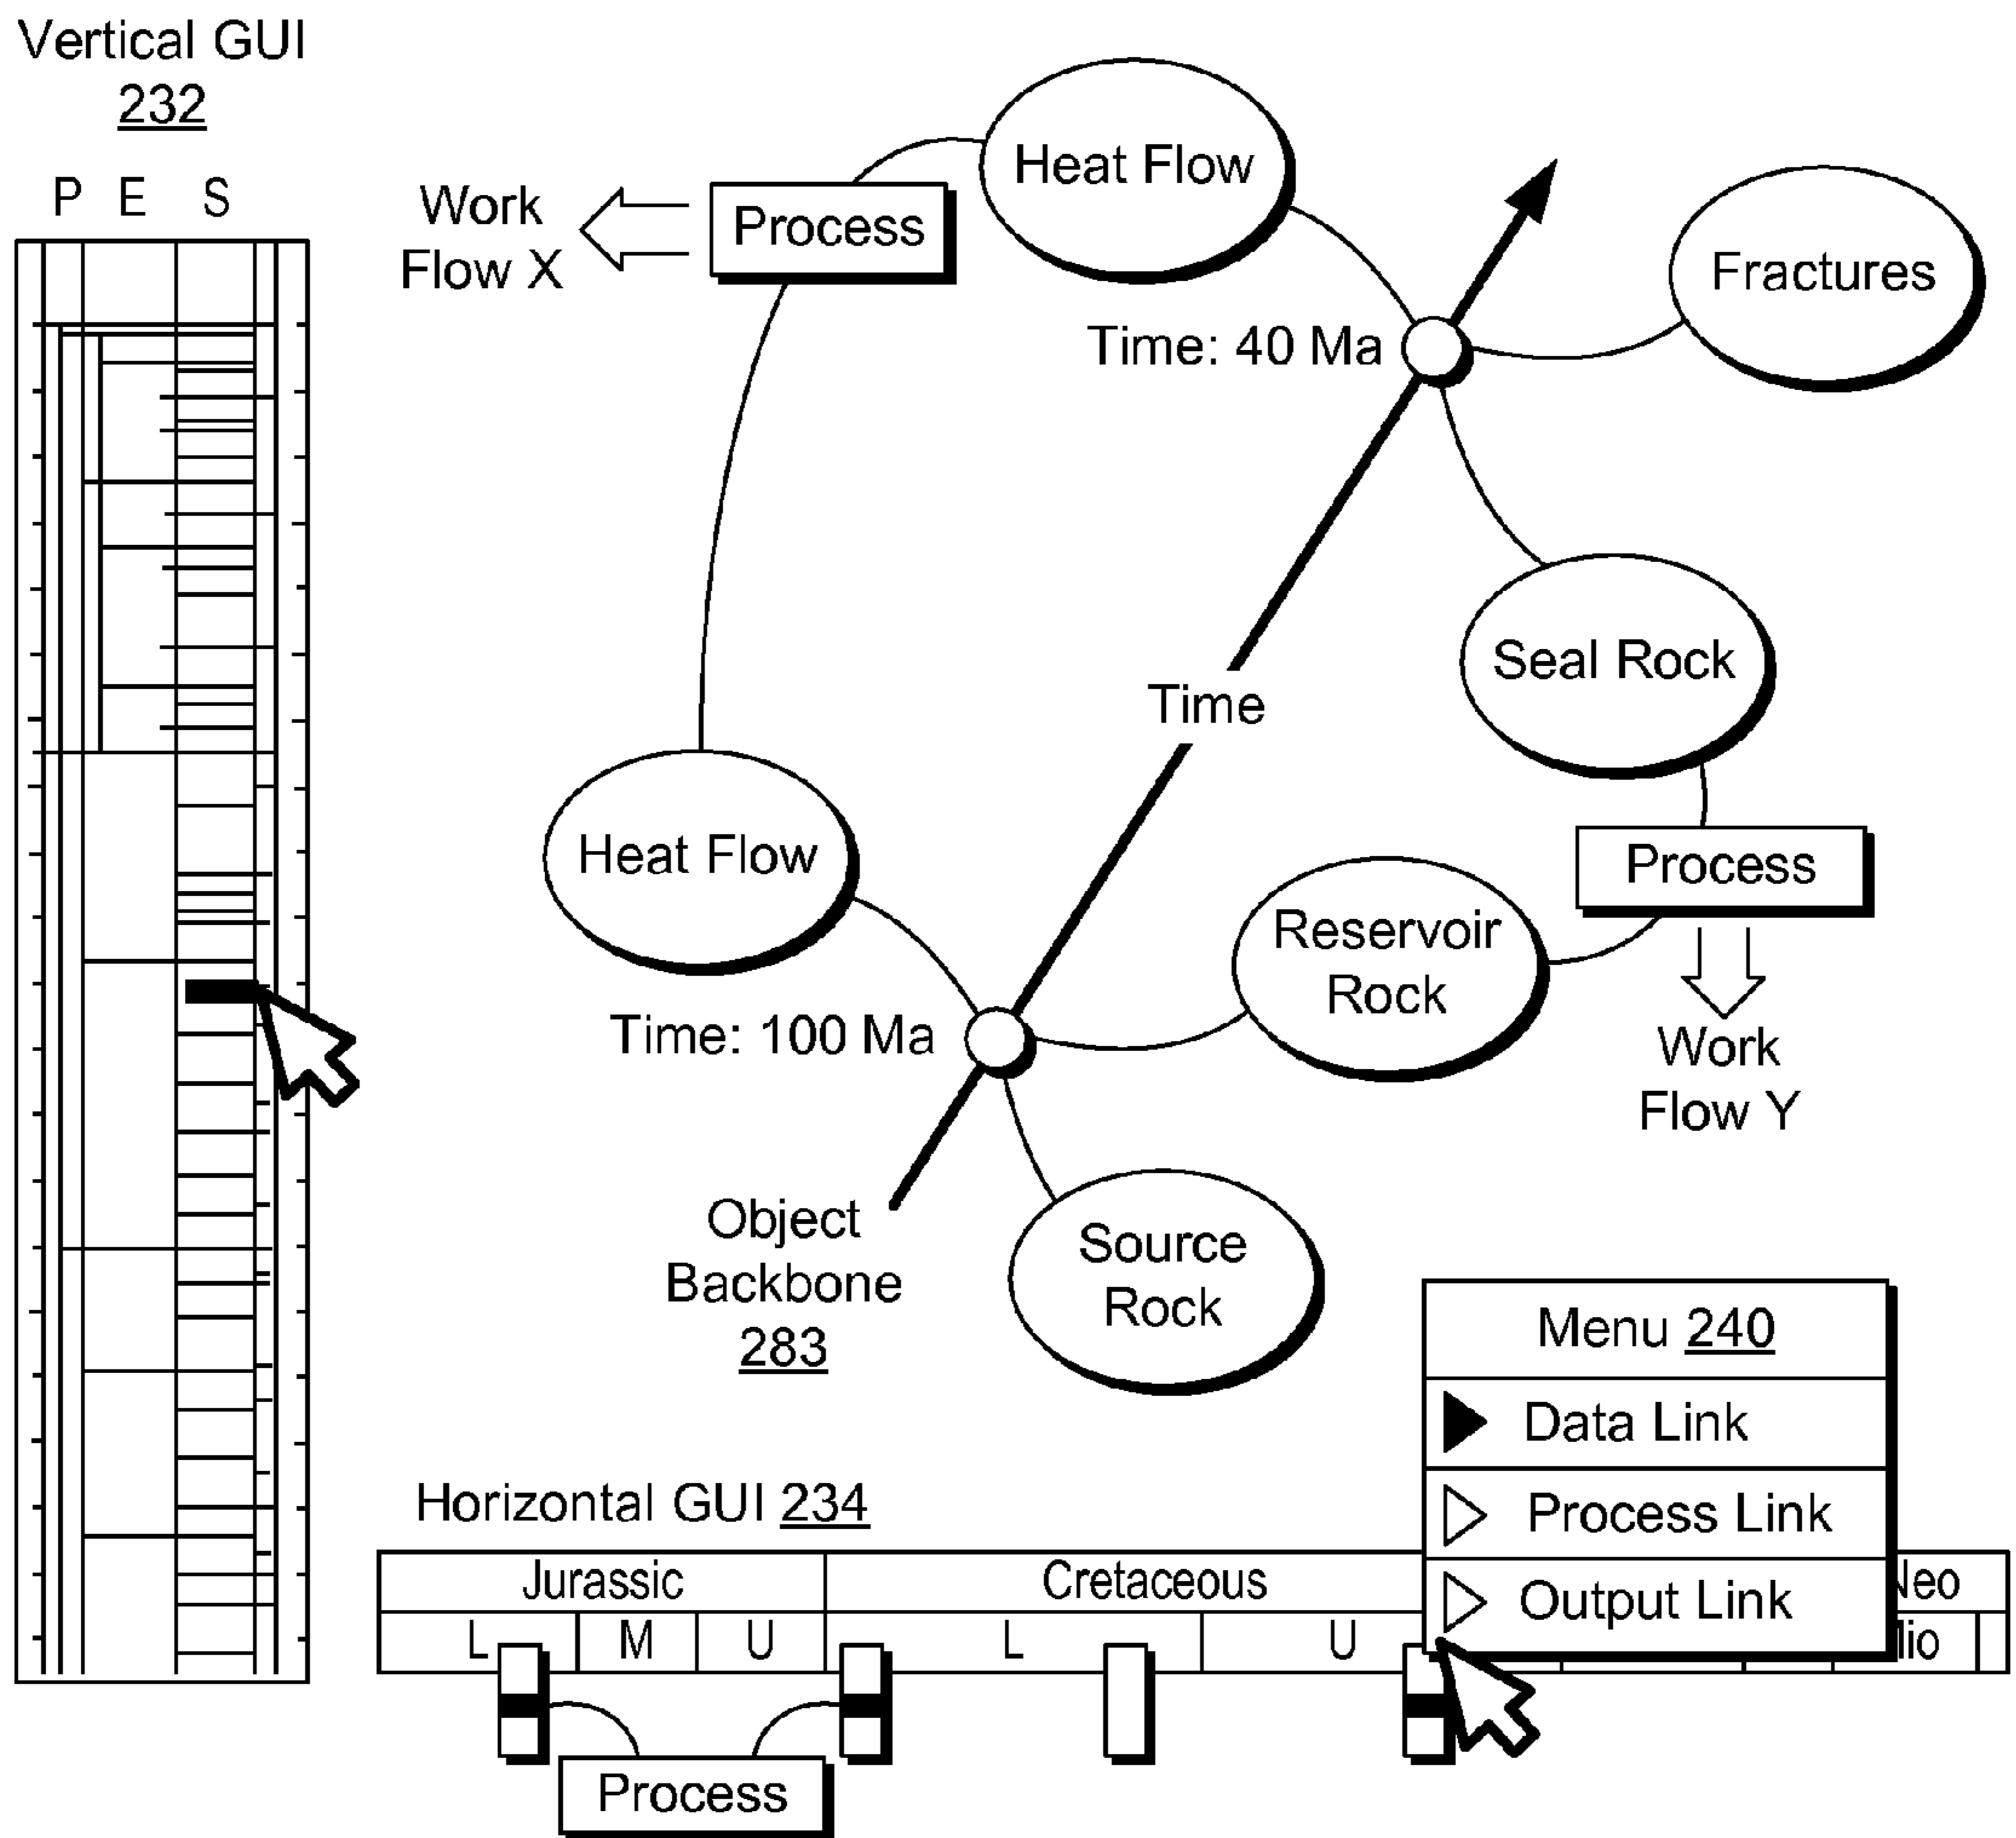 Vertical GUI
232
P E S
Work
Flow X
Process
Heat Flow
Fractures
Time: 40 Ma
Seal Rock
Time
Heat Flow
Process
Reservoir
Rock
Time: 100 Ma
Work
Flow Y
Object
Backbone
283
Source
Rock
Menu 240
Data Link
Process Link
Output Link
Horizontal GUI 234
Jurassic Cretaceous Neo
L M U L U lio
Process